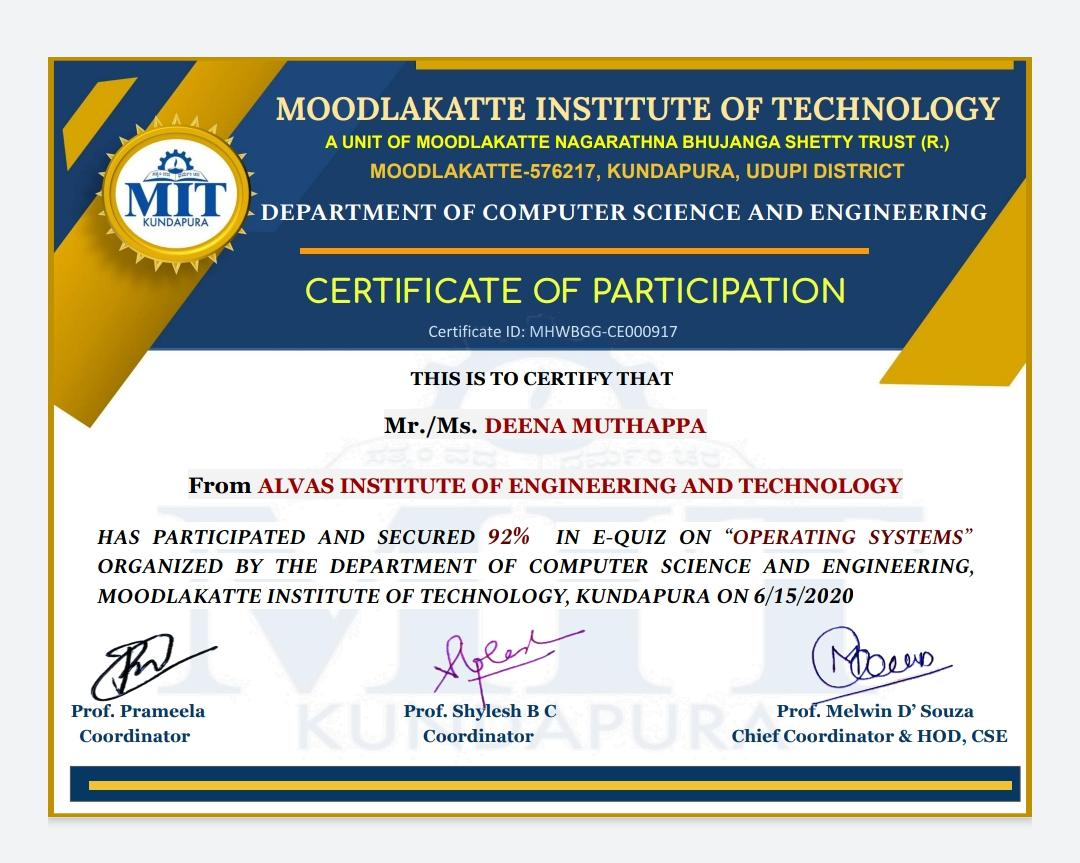 MOODLAKATTE INSTITUTE OF TECHNOLOGY
A UNIT OF MOODLAKATTE NAGARATHNA BHUJANGA SHETTY TRUST (R.)
MOODLAKATTE-576217, KUNDAPURA, UDUPI DISTRICT
MIT
KUNDAPURA
DEPARTMENT OF COMPUTER SCIENCE AND ENGINEERING
CERTIFICATE OF PARTICIPATION
Certificate ID: MHWBGG-CE000917
THIS IS TO CERTIFY THAT
Mr./Ms. DEENA MUTHAPPA
From ALVAS INSTITUTE OF ENGINEERING AND TECHNOLOGY
HAS PARTICIPATED AND SECURED 92% IN E-QUIZ ON “OPERATING SYSTEMS”
ORGANIZED BY THE DEPARTMENT OF COMPUTER SCIENCE AND ENGINEERING,
MOODLAKATTE INSTITUTE OF TECHNOLOGY, KUNDAPURA ON 6/15/2020
MIT
KUNDAPURA
Prof. Prameela
Coordinator
Prof. Shylesh B C
Coordinator
Prof. Melwin D’ Souza
Chief Coordinator & HOD, CSE